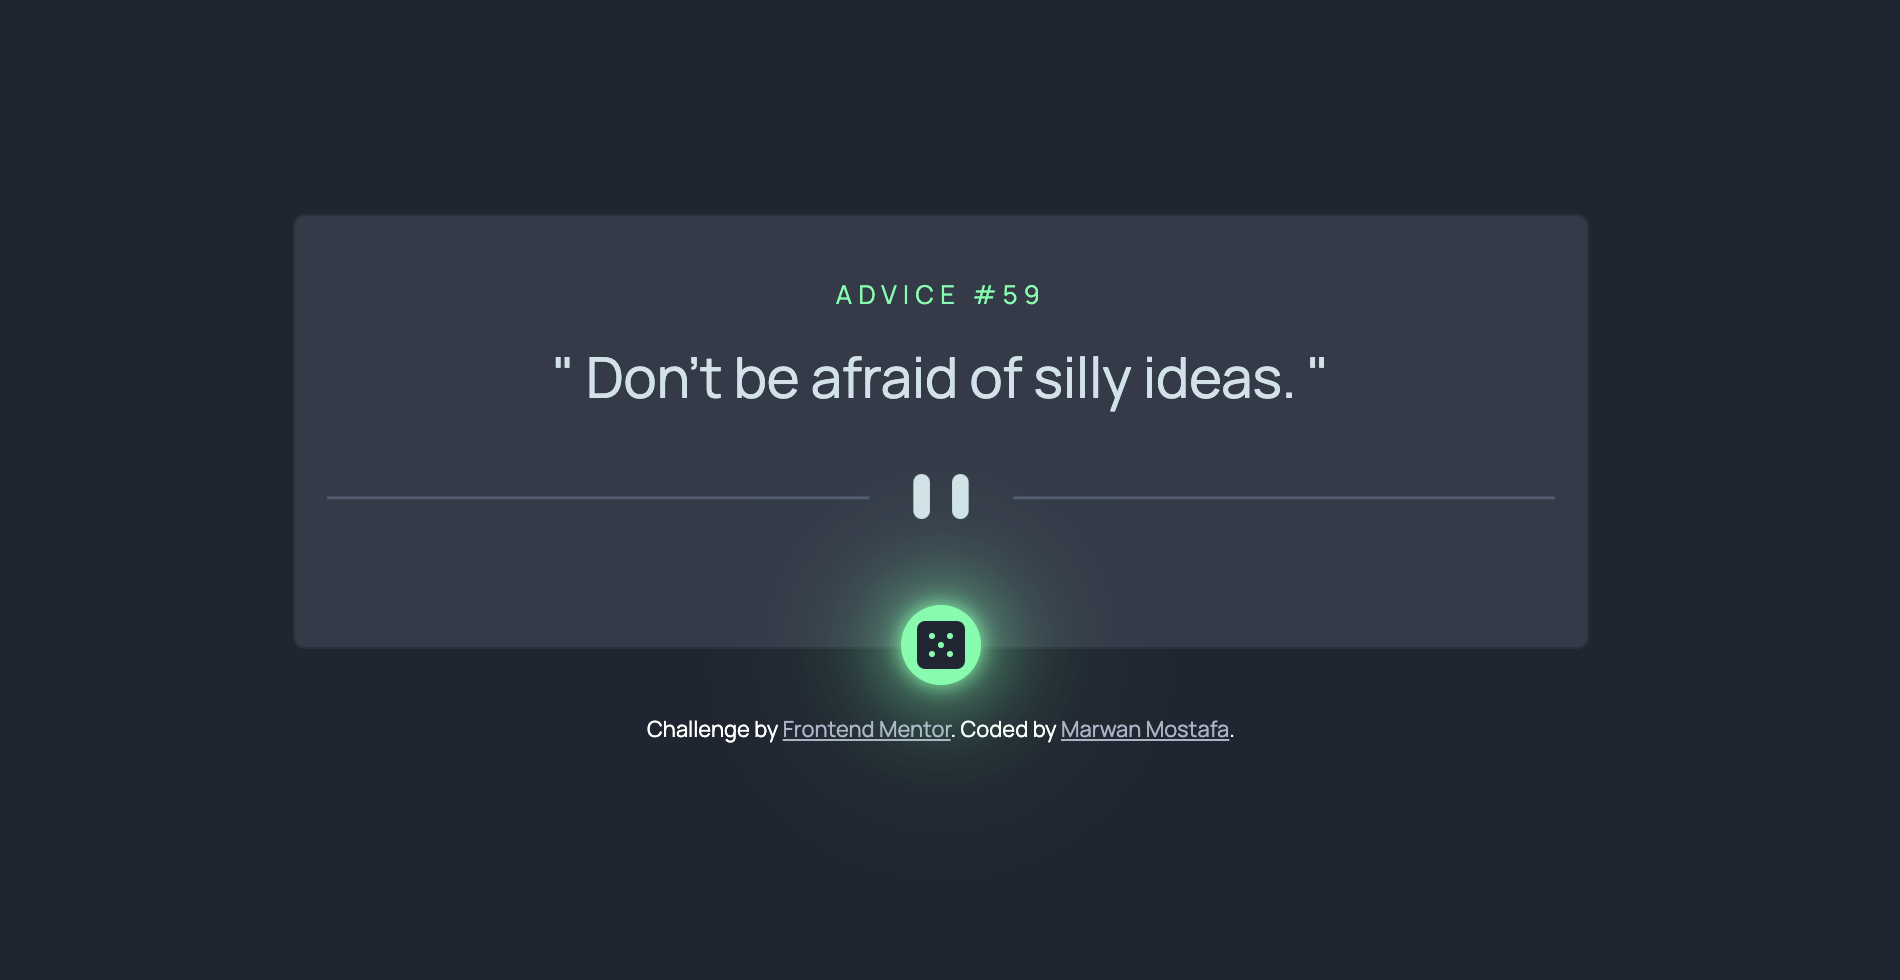 ADVICE #59
" Don’t be afraid of silly ideas. "
Challenge by Frontend Mentor. Coded by Marwan Mostafa.